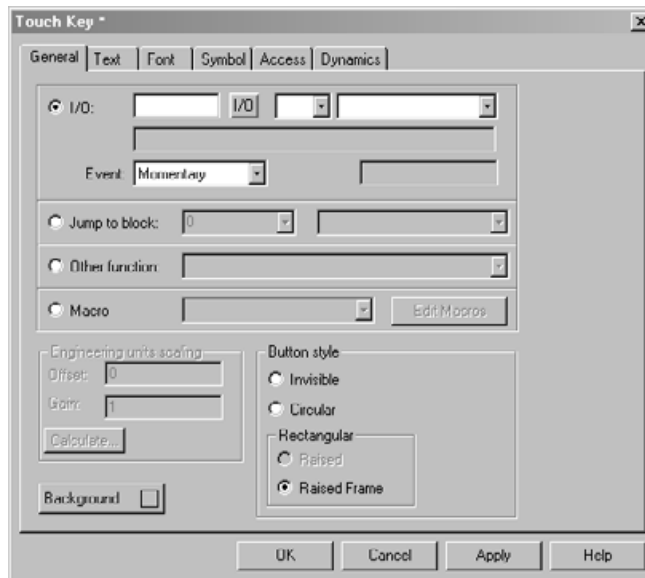 Touch Key *
General Text Font Symbol Access Dynamics
I/O: I/O
Event: Momentary
Jump to block: 0
Other function:
Macro Edit Macros
Engineering units scaling Button style
Offset: 0 Invisible
Gain: 1 Circular
Calculate... Rectangular
Raised
Background Raised Frame
OK Cancel Apply Help